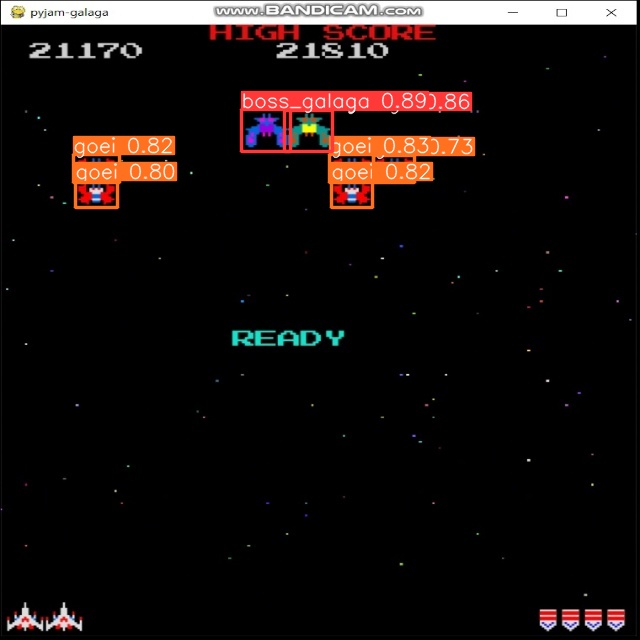 pyjam-galaga
www.BANDICAM.com
HIGH SCORE
21170 21810
boss_galaga 0.89 0.86
goei 0.82 goei 0.83 0.73
goei 0.80 goei 0.82
READY